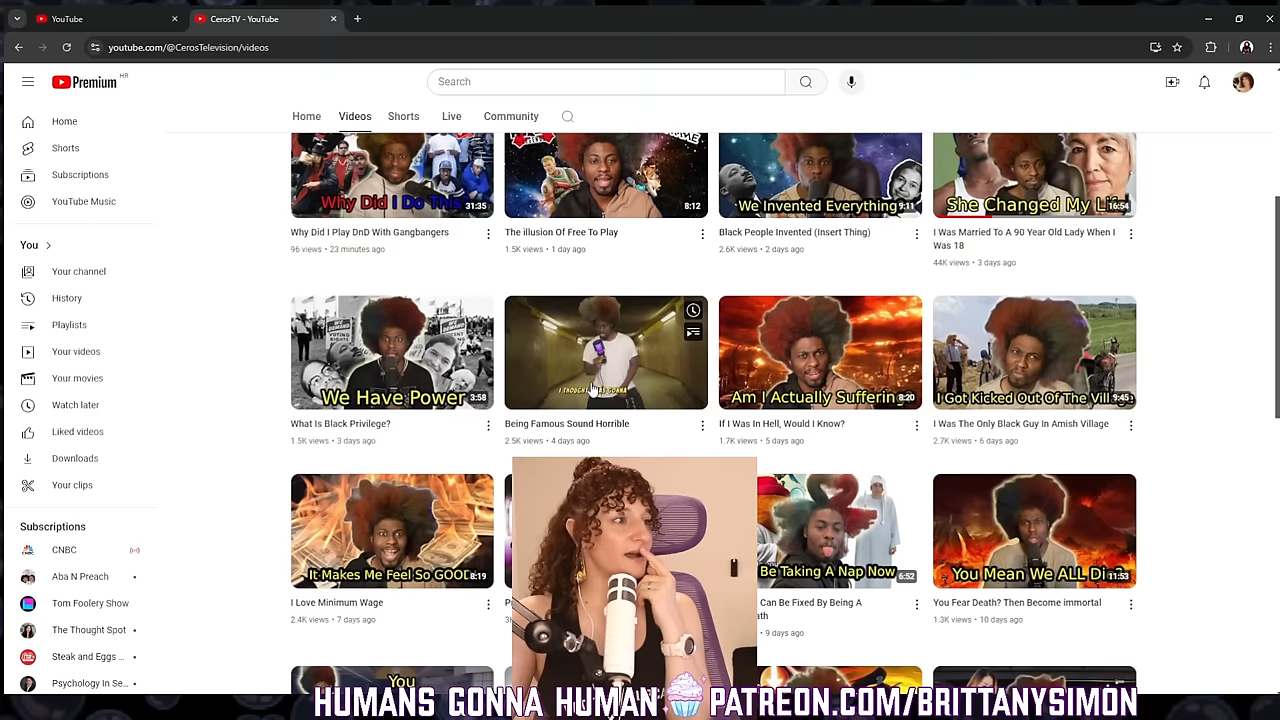 YouTube
CerosTV - YouTube
youtube.com/@CerosTelevision/videos
Premium HR
Search
Home
Videos
Shorts
Live
Community
Home
Shorts
Subscriptions
YouTube Music
You
Your channel
History
Playlists
Your videos
Your movies
Watch later
Liked videos
Downloads
Your clips
Subscriptions
CNBC
Aba N Preach
Tom Foolery Show
The Thought Spot
Steak and Eggs ...
Psychology In Se...
Why Did I Do This
31:35
8:12
We Invented Everything
9:11
She Changed My Life
16:54
Why Did I Play DnD With Gangbangers
96 views • 23 minutes ago
The illusion Of Free To Play
1.5K views • 1 day ago
Black People Invented (Insert Thing)
2.6K views • 2 days ago
I Was Married To A 90 Year Old Lady When I
Was 18
44K views • 3 days ago
We Have Power
3:58
I THOUGHT I WAS GONNA
Am I Actually Suffering
8:20
I Got Kicked Out Of The
9:45
What Is Black Privilege?
1.5K views • 3 days ago
Being Famous Sound Horrible
2.5K views • 4 days ago
If I Was In Hell, Would I Know?
1.7K views • 5 days ago
I Was The Only Black Guy In Amish Village
2.7K views • 6 days ago
It Makes Me Feel So GOOD
8:19
Be Taking A Nap Now
6:52
You Mean We ALL
11:53
I Love Minimum Wage
2.4K views • 7 days ago
Can Be Fixed By Being A
• 9 days ago
You Fear Death? Then Become immortal
1.3K views • 10 days ago
You
HUMANS GONNA HUMAN PATREON.COM/BRITTANYSIMON